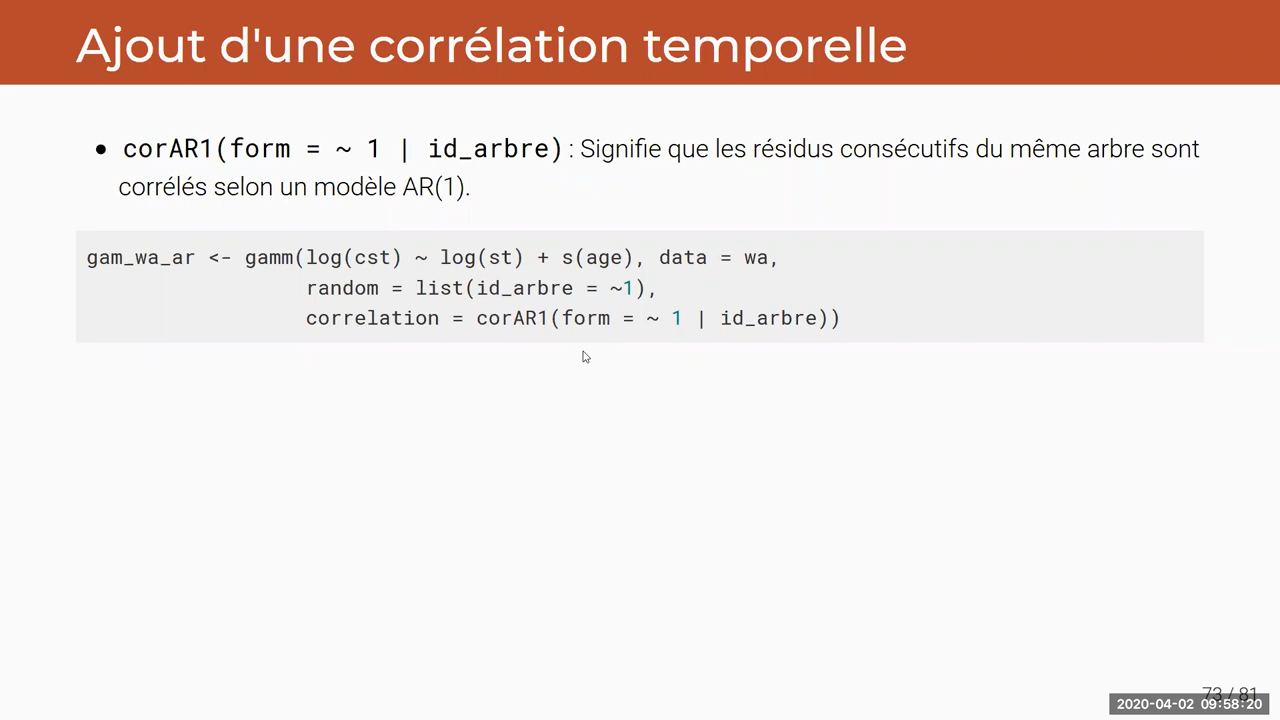 Ajout d'une corrélation temporelle
• corAR1(form = ~ 1 | id_arbre) : Signifie que les résidus consécutifs du même arbre sont
corrélés selon un modèle AR(1).
gam_wa_ar <- gamm(log(cst) ~ log(st) + s(age), data = wa,
random = list(id_arbre = ~1),
correlation = corAR1(form = ~ 1 | id_arbre))
73 / 81
2020-04-02 09:58:20